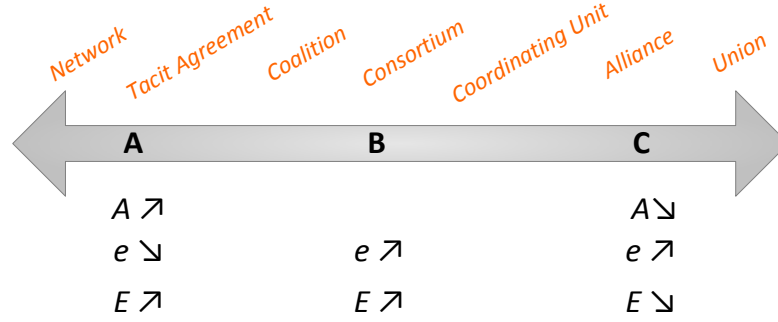 Network Tacit Agreement Coalition Consortium Coordinating Unit Alliance Union
A B C
A ↗ A ↘
e ↘ e ↗ e ↗
E ↗ E ↗ E ↘